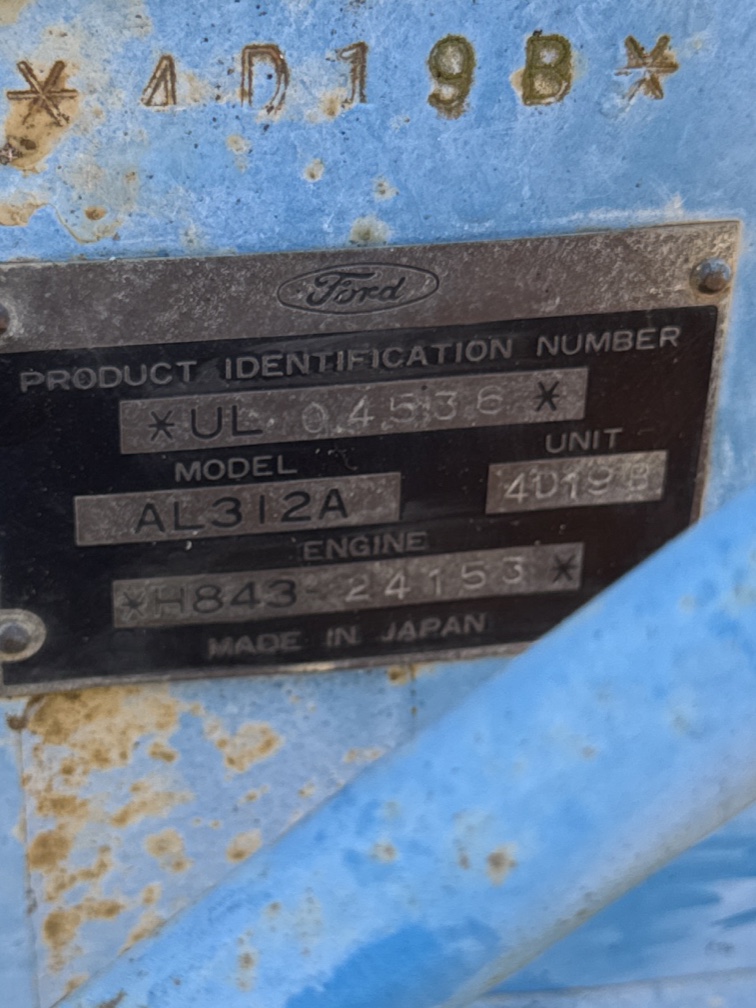 *4D19B*
Ford
PRODUCT IDENTIFICATION NUMBER
*UL 04536*
MODEL UNIT
AL312A 4D19B
ENGINE
*H843-24153*
MADE IN JAPAN